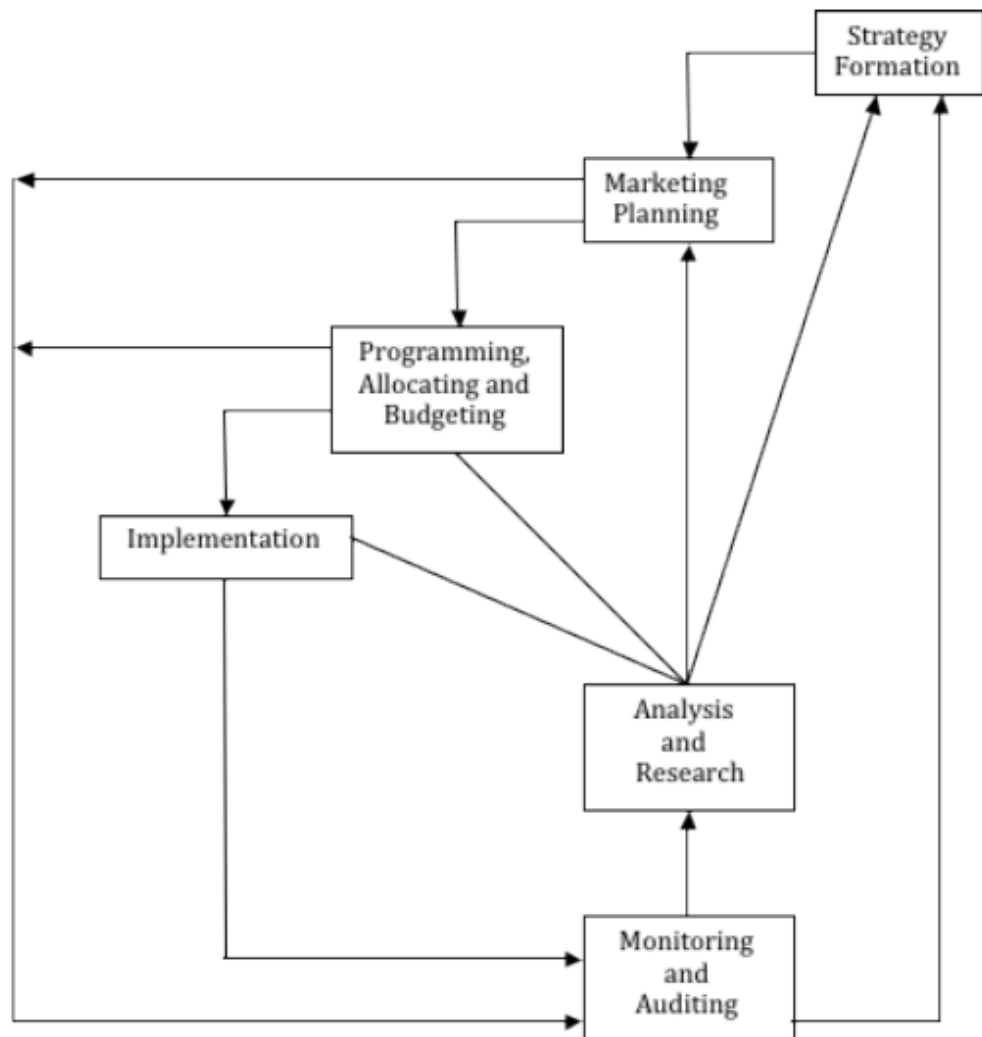 Strategy
Formation
Marketing
Planning
Programming,
Allocating and
Budgeting
Implementation
Analysis
and
Research
Monitoring
and
Auditing